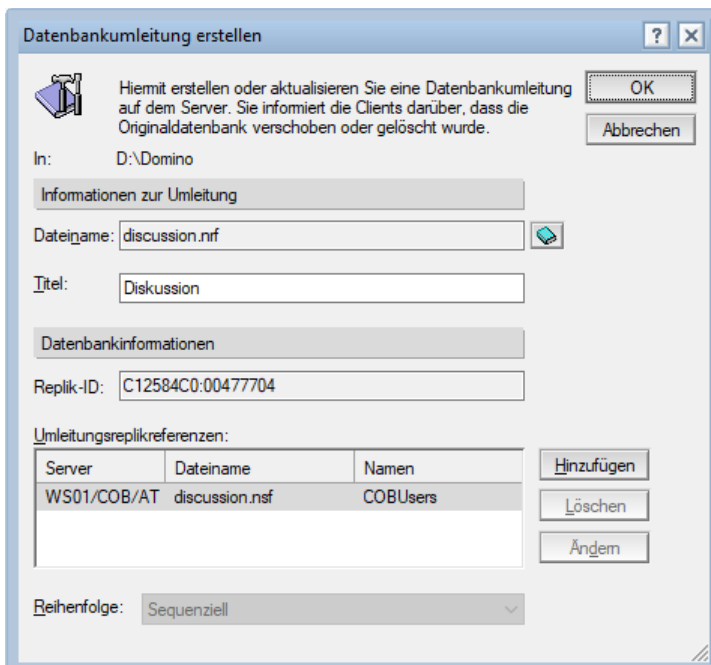 Datenbankumleitung erstellen
?
Hiermit erstellen oder aktualisieren Sie eine Datenbankumleitung
auf dem Server. Sie informiert die Clients darüber, dass die
Originaldatenbank verschoben oder gelöscht wurde.
OK
Abbrechen
In: D:\Domino
Informationen zur Umleitung
Dateiname: discussion.nrf
Titel: Diskussion
Datenbankinformationen
Replik-ID: C12584C0:00477704
Umleitungsreplikreferenzen:
Server Dateiname Namen
WS01/COB/AT discussion.nsf COBUsers
Hinzufügen
Löschen
Ändern
Reihenfolge: Sequenziell